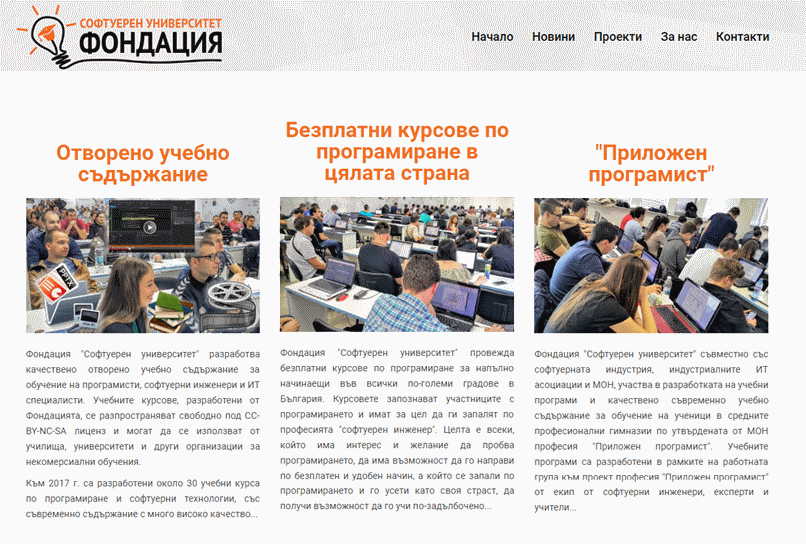 СОФТУЕРЕН УНИВЕРСИТЕТ
ФОНДАЦИЯ
Начало Новини Проекти За нас Контакти
Отворено учебно
съдържание
PPTX
Фондация "Софтуерен университет" разработва
качествено отворено учебно съдържание за
обучение на програмисти, софтуерни инженери и ИТ
специалисти. Учебните курсове, разработени от
Фондацията, се разпространяват свободно под CC-
BY-NC-SA лиценз и могат да се използват от
училища, университети и други организации за
некомерсиални обучения.
Към 2017 г. са разработени около 30 учебни курса
по програмиране и софтуерни технологии, със
съвременно съдържание с много високо качество...
Безплатни курсове по
програмиране в
цялата страна
Фондация "Софтуерен университет" провежда
безплатни курсове по програмиране за напълно
начинаещи във всички по-големи градове в
България. Курсовете запознават участниците с
програмирането и имат за цел да ги запалят по
професията "софтуерен инженер". Целта е всеки,
който има интерес и желание да пробва
програмирането, да има възможност да го направи
по безплатен и удобен начин, а който се запали по
програмирането и го усети като своя страст, да
получи възможност да го учи по-задълбочено...
"Приложен
програмист"
Фондация "Софтуерен университет" съвместно със
софтуерната индустрия, индустриалните ИТ
асоциации и МОН, участва в разработката на учебни
програми и качествено съвременно учебно
съдържание за обучение на ученици в средните
професионални гимназии по утвърдената от МОН
професия "Приложен програмист". Учебните
програми са разработени в рамките на работната
група към проект професия "Приложен програмист"
от екип от софтуерни инженери, експерти и
учители...